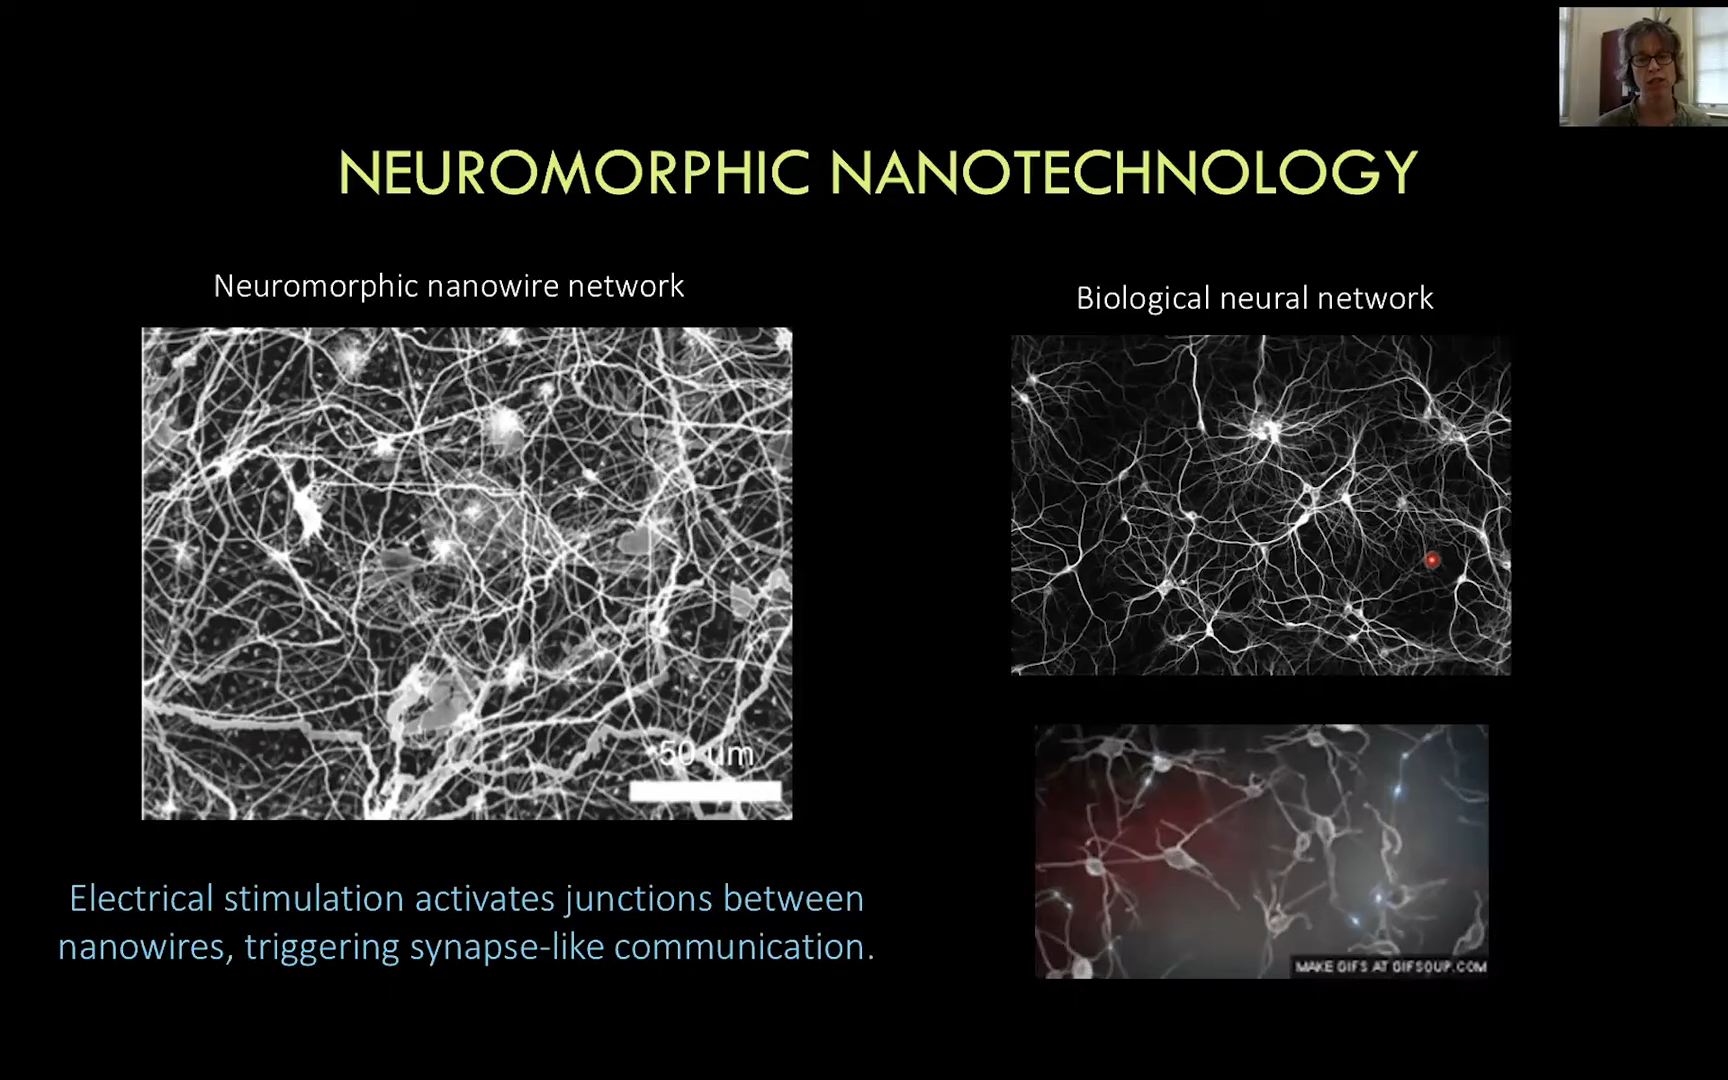 NEUROMORPHIC NANOTECHNOLOGY
Neuromorphic nanowire network
Biological neural network
50 um
Electrical stimulation activates junctions between
nanowires, triggering synapse-like communication.
MAKE GIFS AT GIFSOUP.COM